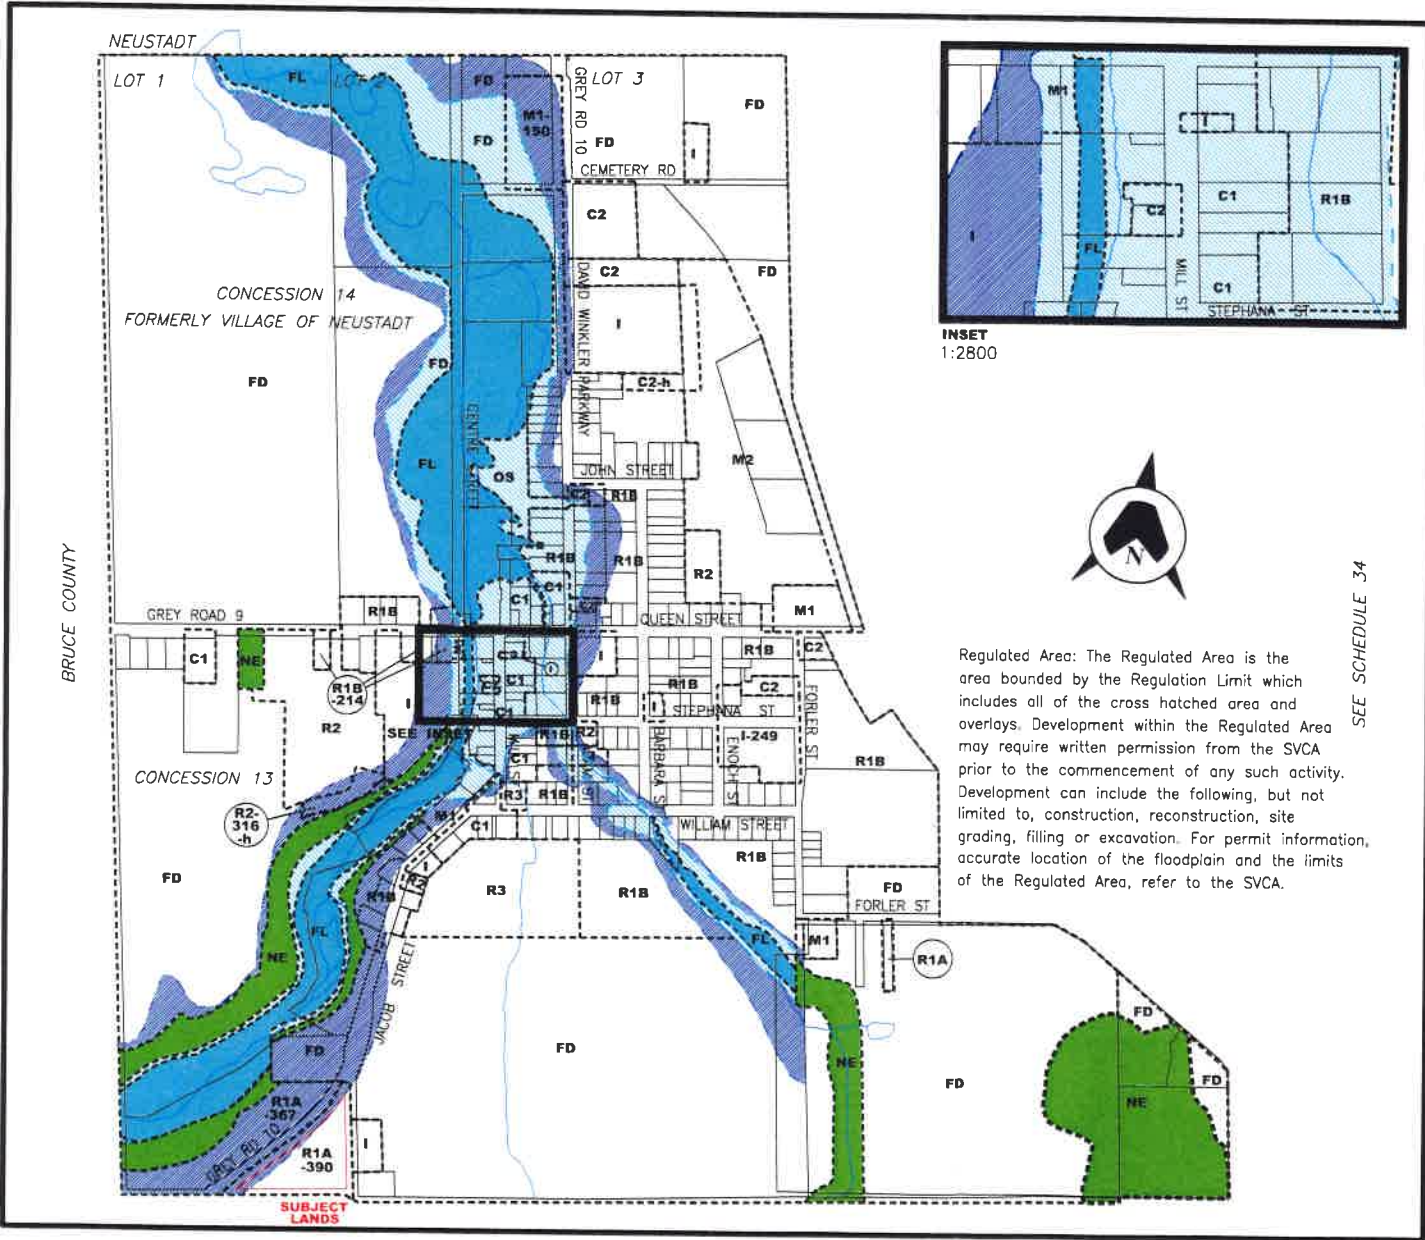 NEUSTADT
LOT 1
FL
LOT 2
FD
GREY RD 10
LOT 3
FD
M1-
150
FD
FD
CEMETERY RD
I
C2
C2
FD
DAVID WINKLER PARKWAY
I
C2-h
CONCESSION 14
FORMERLY VILLAGE OF NEUSTADT
FD
FD
CENTRE STREET
FL
OS
JOHN STREET
M2
C2
R1B
R1B
R1B
R2
C1
C1
C2
M1
GREY ROAD 9
R1B
QUEEN STREET
BRUCE COUNTY
C1
NE
R1B
-214
R2
I
SEE INSET
C1
C1
I
I
R1B
R1B
R1B
C2
C2
I
STEPHANA ST
FORLER ST
R1B
R2
BARBARA ST
ENOCH ST
I-249
R1B
CONCESSION 13
R2-
316
-h
C1
R3
R1B
M1
C1
WILLIAM STREET
R1B
I
R1B
R3
R1B
FD
FD
FORLER ST
FL
NE
FL
M1
R1A
JACOB STREET
FD
FD
NE
FD
FD
FD
NE
R1A
-367
GREY RD 10
R1A
-390
I
SUBJECT
LANDS
M1
I
C2
C1
R1B
I
FL
MILL ST
C1
STEPHANA ST
INSET
1:2800
N
SEE SCHEDULE 34
Regulated Area: The Regulated Area is the
area bounded by the Regulation Limit which
includes all of the cross hatched area and
overlays. Development within the Regulated Area
may require written permission from the SVCA
prior to the commencement of any such activity.
Development can include the following, but not
limited to, construction, reconstruction, site
grading, filling or excavation. For permit information,
accurate location of the floodplain and the limits
of the Regulated Area, refer to the SVCA.